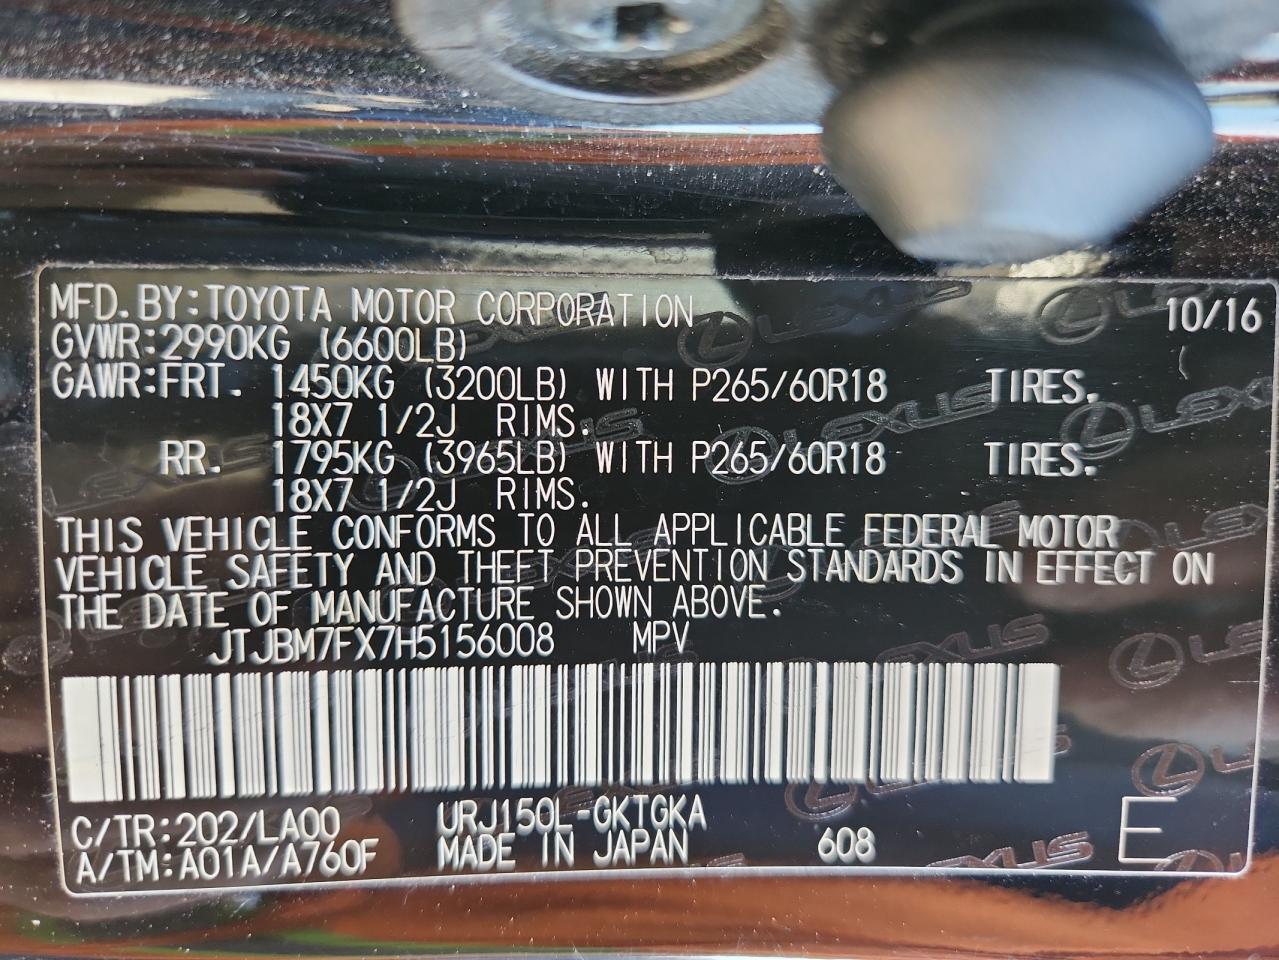 MFD.BY:TOYOTA MOTOR CORPORATION 10/16
GVWR:2990KG (6600LB)
GAWR:FRT. 1450KG (3200LB) WITH P265/60R18 TIRES.
18X7 1/2J RIMS.
RR. 1795KG (3965LB) WITH P265/60R18 TIRES.
18X7 1/2J RIMS.
THIS VEHICLE CONFORMS TO ALL APPLICABLE FEDERAL MOTOR
VEHICLE SAFETY AND THEFT PREVENTION STANDARDS IN EFFECT ON
THE DATE OF MANUFACTURE SHOWN ABOVE.
JTJBM7FX7H5156008 MPV
C/TR:202/LA00 URJ150L-GKTGKA
A/TM:A01A/A760F MADE IN JAPAN 608 E
LEXUS